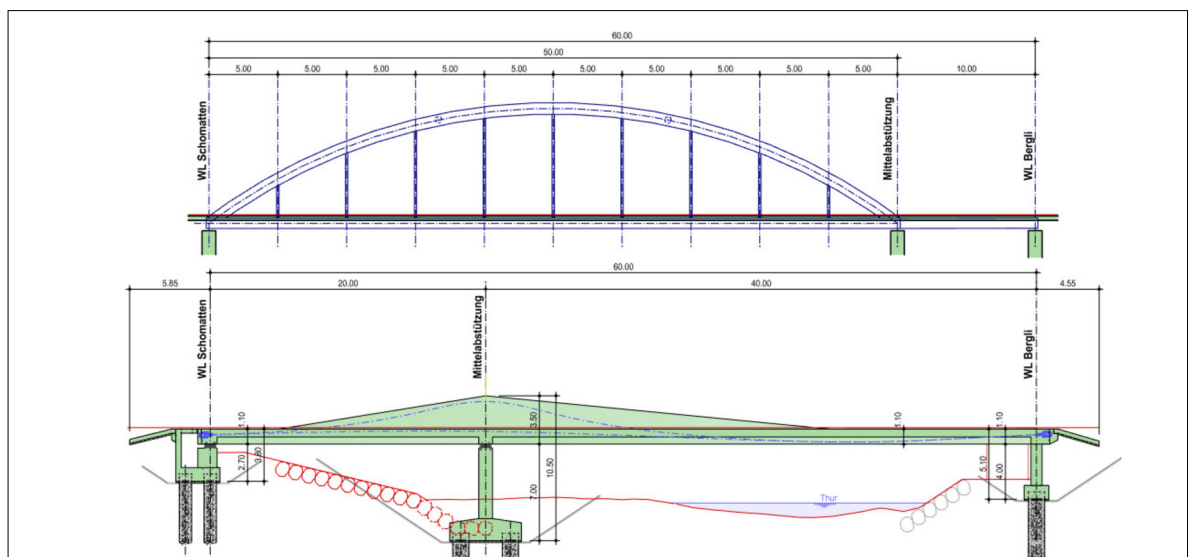 60.00
50.00
5.00 5.00 5.00 5.00 5.00 5.00 5.00 5.00 5.00 5.00 10.00
WL Schomatten
Mittelabstützung
WL Bergli
60.00
5.85 20.00 40.00 4.55
WL Schomatten
Mittelabstützung
WL Bergli
1.10 3.50 1.10 1.10
2.70 3.80 10.50 7.00 5.10 4.00
Thur